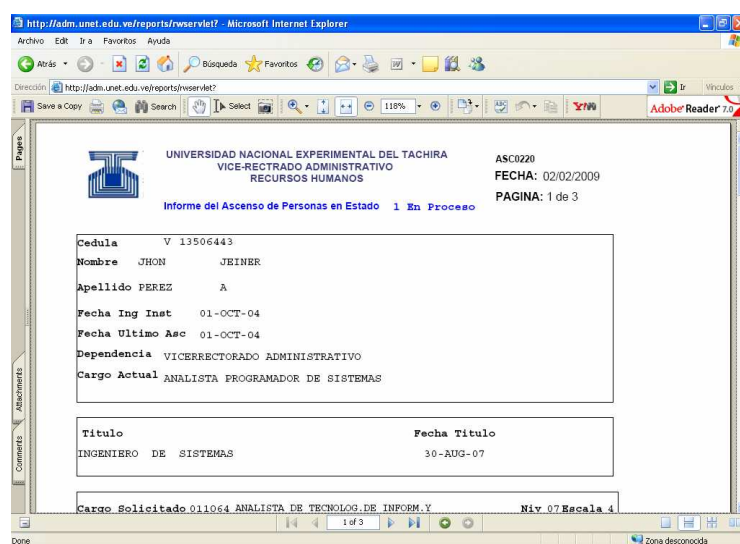 http://adm.unet.edu.ve/reports/rwservlet? - Microsoft Internet Explorer
Archivo Edit Ir a Favoritos Ayuda
Atrás Búsqueda Favoritos
Dirección http://adm.unet.edu.ve/reports/rwservlet? Ir Vínculos
Save a Copy Search Select 118% Adobe Reader 7.0
Pages
UNIVERSIDAD NACIONAL EXPERIMENTAL DEL TACHIRA
VICE-RECTRADO ADMINISTRATIVO
RECURSOS HUMANOS
ASC0220
FECHA: 02/02/2009
PAGINA: 1 de 3
Informe del Ascenso de Personas en Estado 1 En Proceso
Cedula V 13506443
Nombre JHON JEINER
Apellido PEREZ A
Fecha Ing Inst 01-OCT-04
Fecha Ultimo Asc 01-OCT-04
Dependencia VICERRECTORADO ADMINISTRATIVO
Cargo Actual ANALISTA PROGRAMADOR DE SISTEMAS
Attachments
Titulo Fecha Titulo
INGENIERO DE SISTEMAS 30-AUG-07
Comments
Cargo Solicitado 011064 ANALISTA DE TECNOLOG.DE INFORM.Y Niv 07 Escala 4
1 of 3
Done Zona desconocida